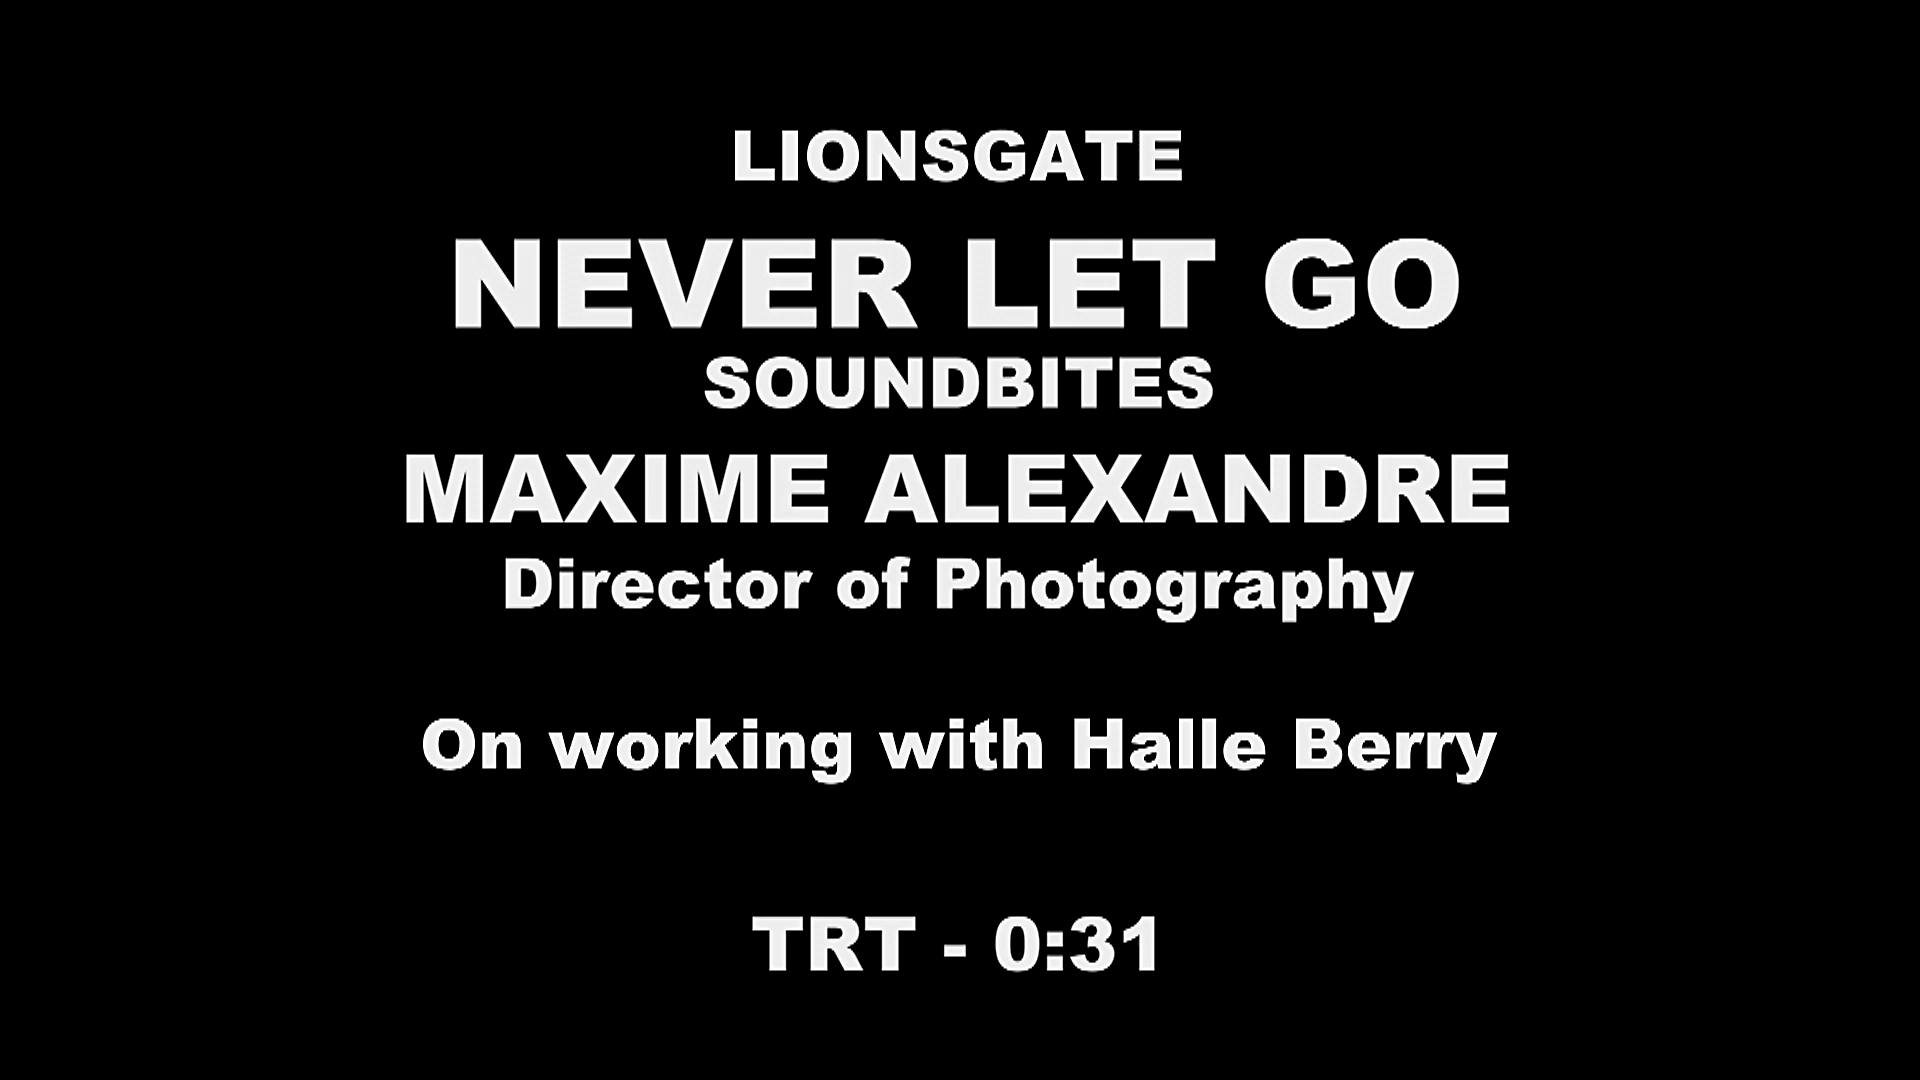 LIONSGATE
NEVER LET GO
SOUNDBITES
MAXIME ALEXANDRE
Director of Photography
On working with Halle Berry
TRT - 0:31